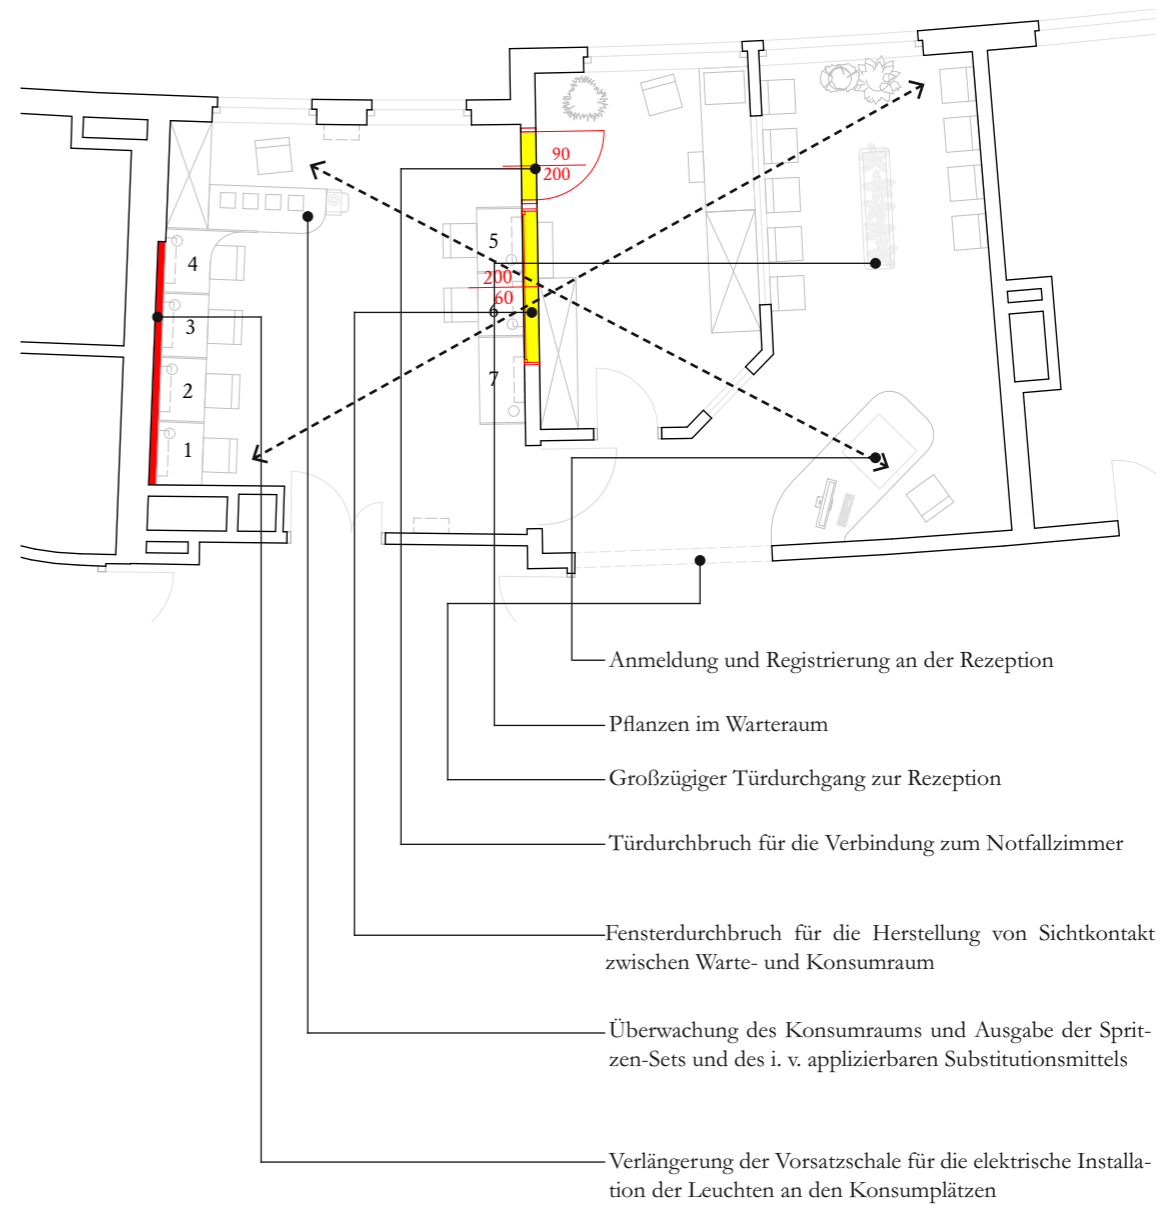 90
200
5
4
200
60
6
3
7
2
1
Anmeldung und Registrierung an der Rezeption
Pflanzen im Warteraum
Großzügiger Türdurchgang zur Rezeption
Türdurchbruch für die Verbindung zum Notfallzimmer
Fensterdurchbruch für die Herstellung von Sichtkontakt
zwischen Warte- und Konsumraum
Überwachung des Konsumraums und Ausgabe der Sprit-
zen-Sets und des i. v. applizierbaren Substitutionsmittels
Verlängerung der Vorsatzschale für die elektrische Installa-
tion der Leuchten an den Konsumplätzen